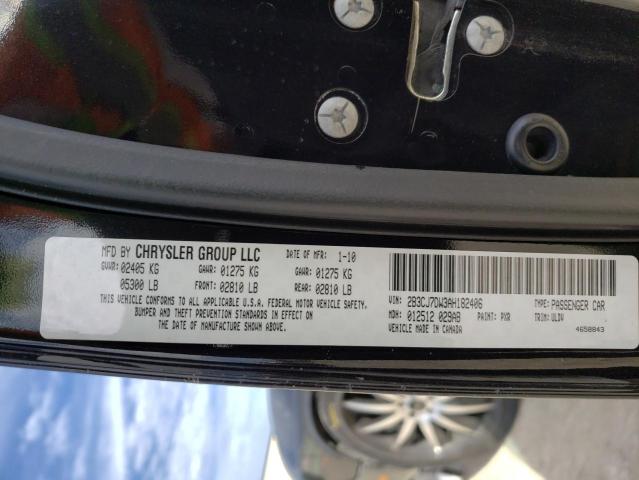 MFD BY CHRYSLER GROUP LLC DATE OF MFR: 1-10
GVWR: 02405 KG GAWR: 01275 KG GAWR: 01275 KG
05300 LB FRONT: 02810 LB REAR: 02810 LB
THIS VEHICLE CONFORMS TO ALL APPLICABLE U.S.A. FEDERAL MOTOR VEHICLE SAFETY,
BUMPER AND THEFT PREVENTION STANDARDS IN EFFECT ON
THE DATE OF MANUFACTURE SHOWN ABOVE.
VIN: 2B3CJ7DW3AH182406 TYPE: PASSENGER CAR
MDH: 012512 029AB PAINT: PXR TRIM: ULDV
VEHICLE MADE IN CANADA 4658843